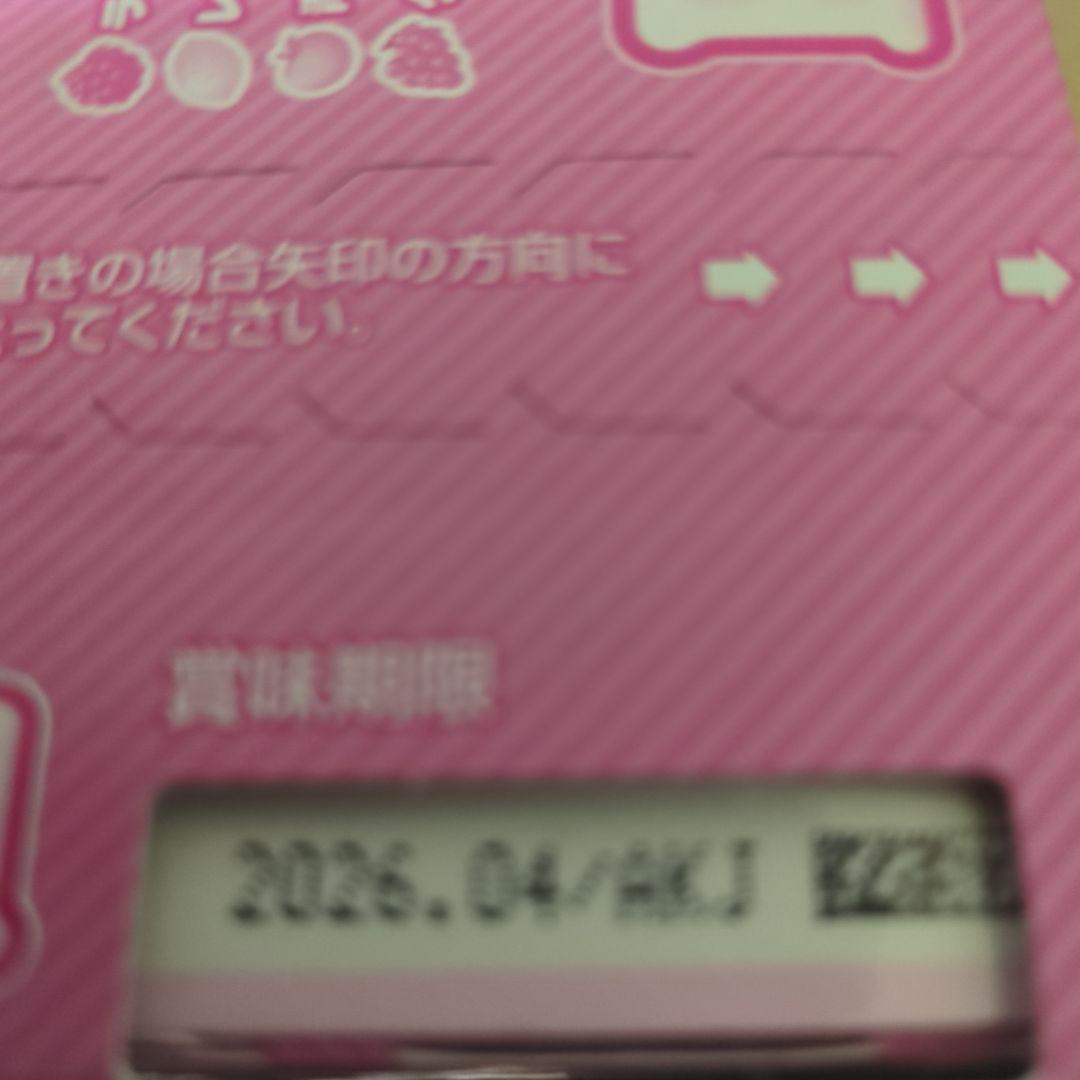 置きの場合矢印の方向に
ってください.
賞味期限
2026.04/AKJ